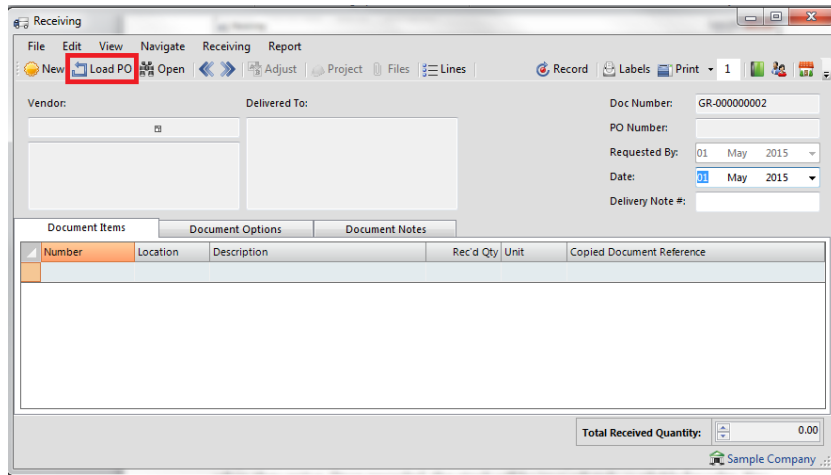 Receiving
File Edit View Navigate Receiving Report
New Load PO Open Adjust Project Files Lines Record Labels Print 1
Vendor: Delivered To: Doc Number: GR-000000002
PO Number:
Requested By: 01 May 2015
Date: 01 May 2015
Delivery Note #:
Document Items Document Options Document Notes
Number Location Description Rec'd Qty Unit Copied Document Reference
Total Received Quantity: 0.00
Sample Company